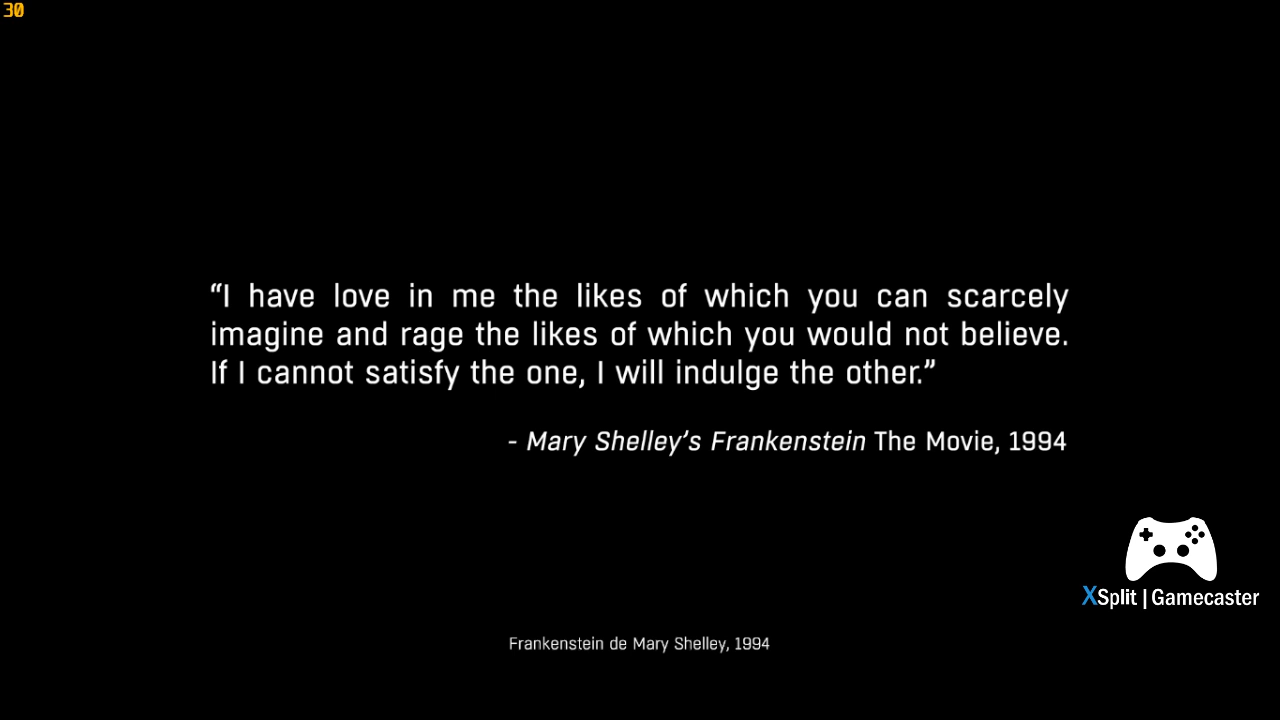 30
“I have love in me the likes of which you can scarcely
imagine and rage the likes of which you would not believe.
If I cannot satisfy the one, I will indulge the other.”
- Mary Shelley’s Frankenstein The Movie, 1994
XSplit | Gamecaster
Frankenstein de Mary Shelley, 1994